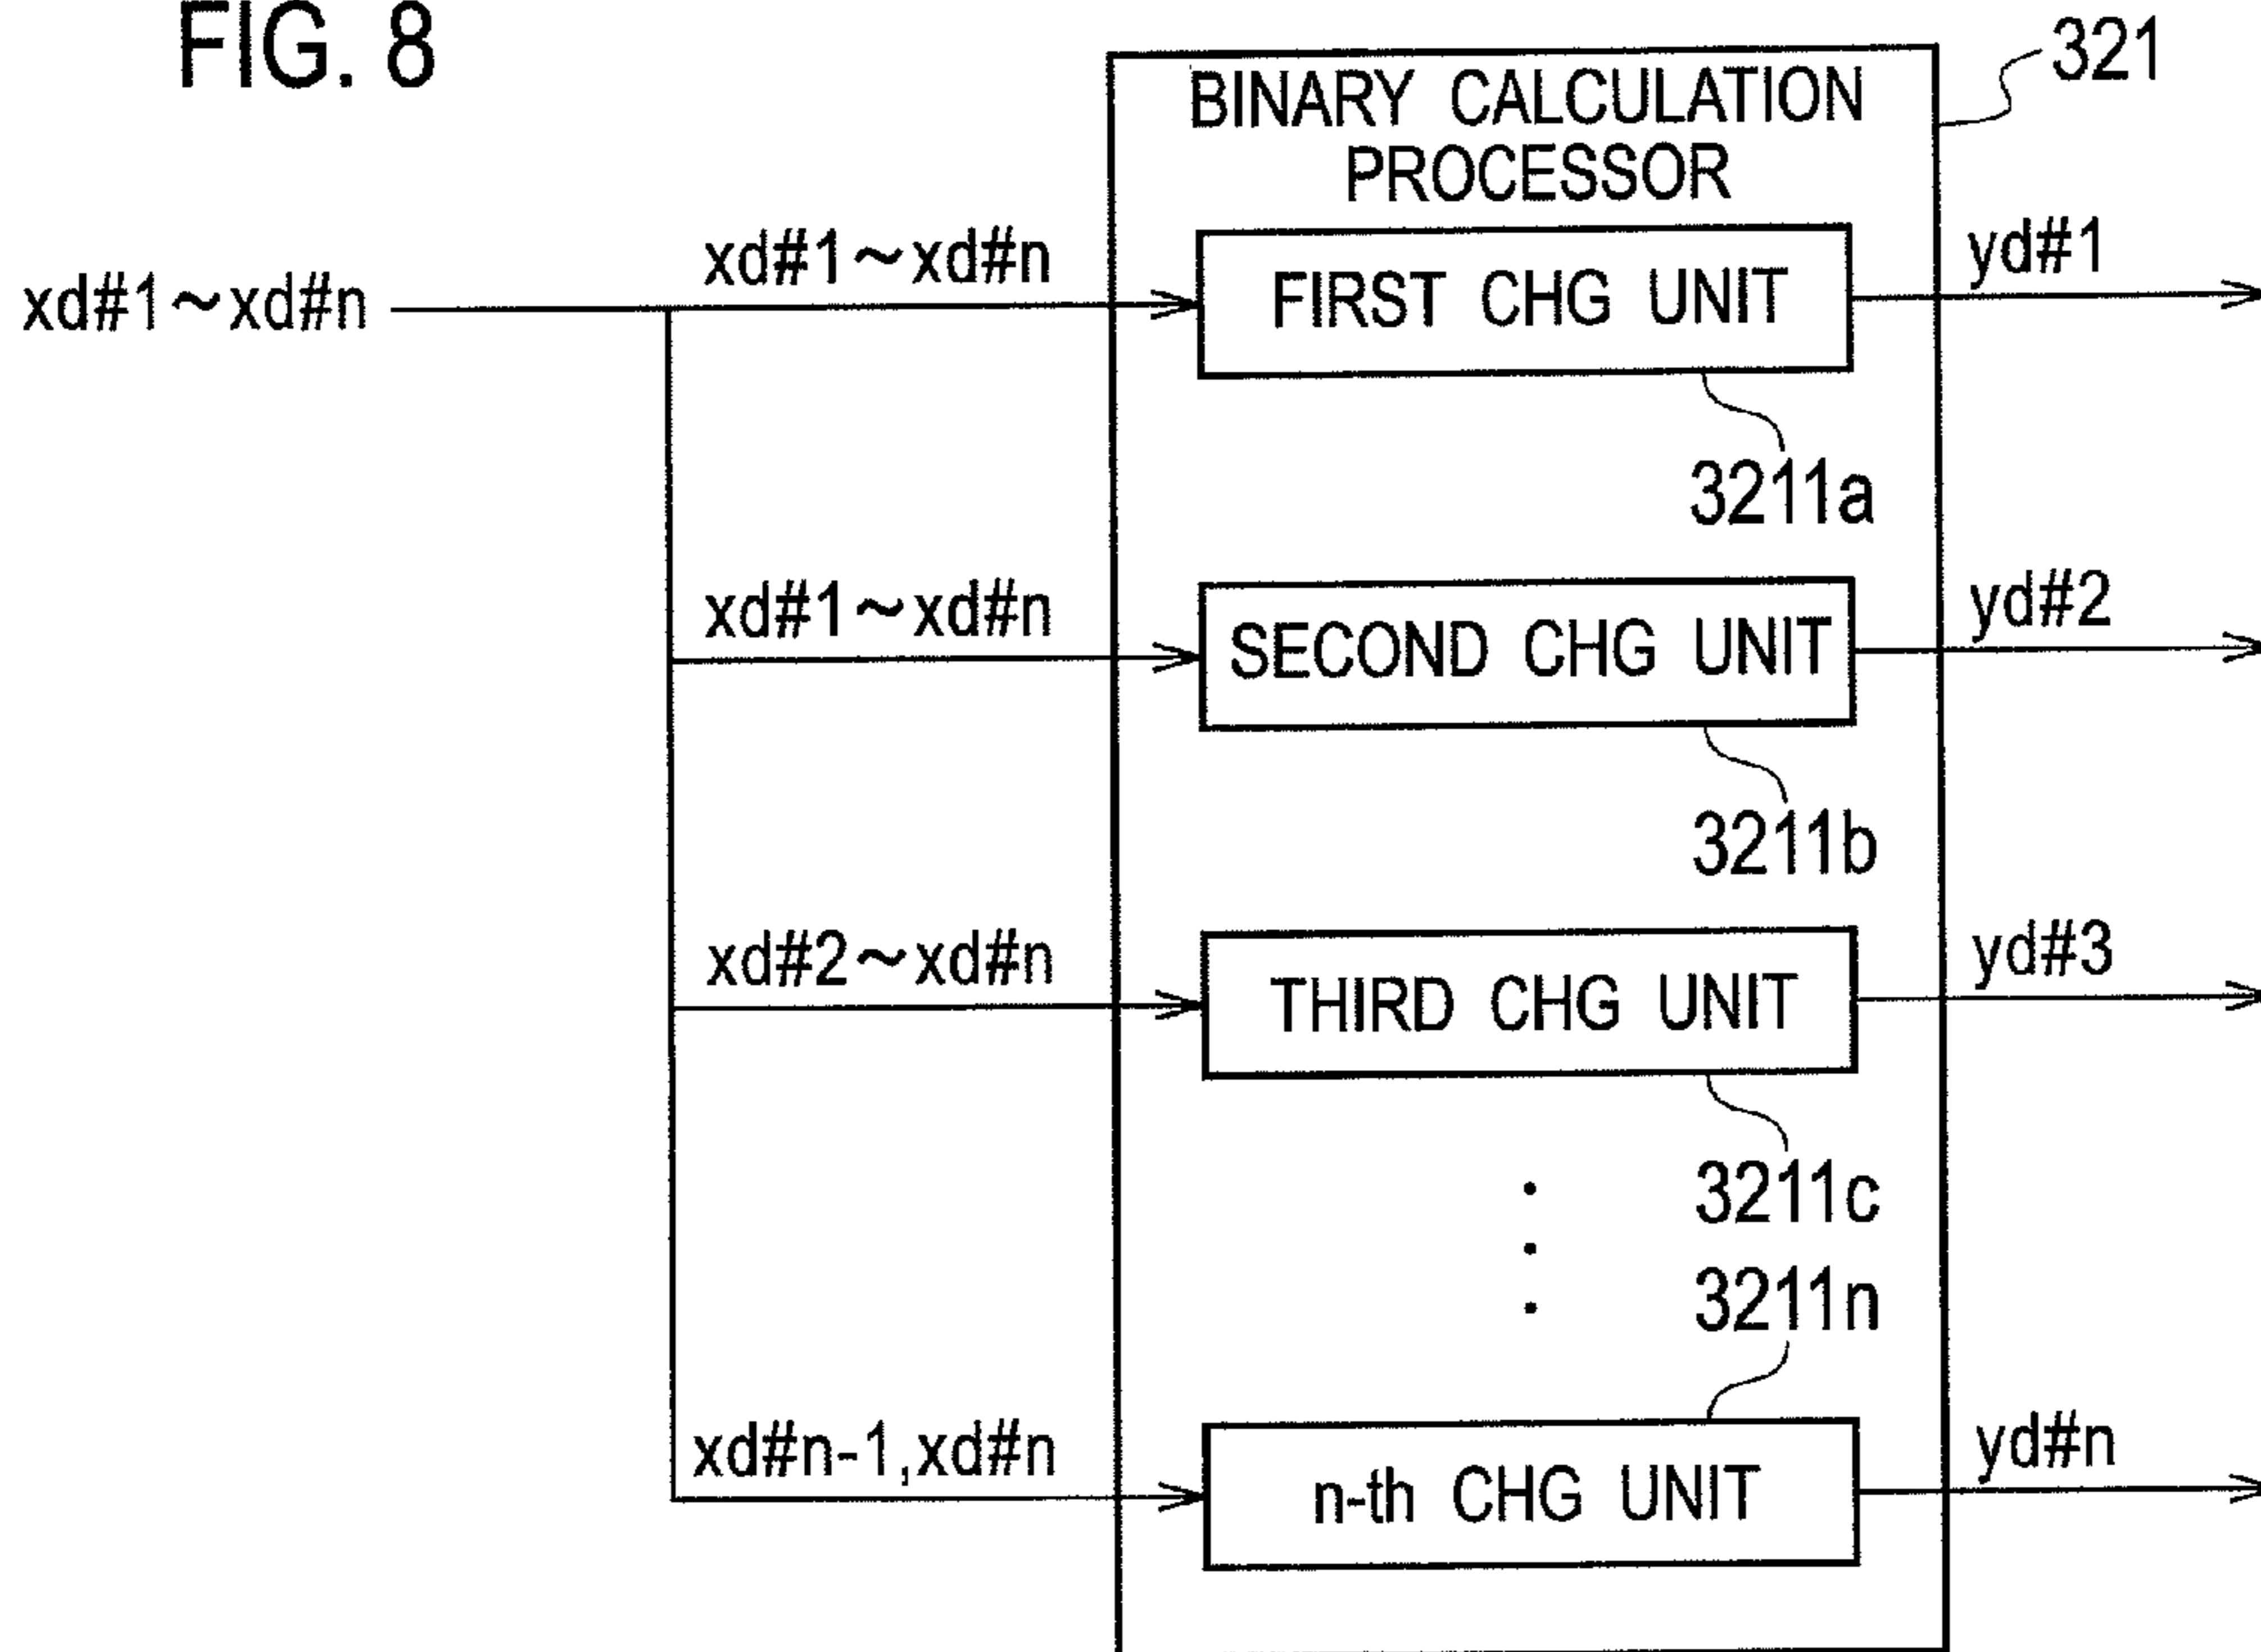 FIG. 8
321
BINARY CALCULATION
PROCESSOR
xd#1~xd#n
xd#1~xd#n
FIRST CHG UNIT
yd#1
3211a
xd#1~xd#n
SECOND CHG UNIT
yd#2
3211b
xd#2~xd#n
THIRD CHG UNIT
yd#3
3211c
3211n
xd#n-1,xd#n
n-th CHG UNIT
yd#n